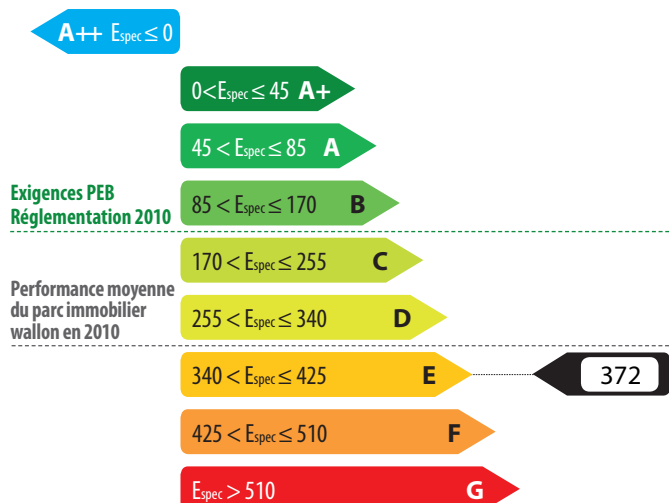 A++ Espec ≤ 0
0<Espec ≤ 45 A+
45 < Espec ≤ 85 A
Exigences PEB
Réglementation 2010
85 < Espec ≤ 170 B
170 < Espec ≤ 255 C
Performance moyenne
du parc immobilier
wallon en 2010
255 < Espec ≤ 340 D
340 < Espec ≤ 425 E
372
425 < Espec ≤ 510 F
Espec > 510 G